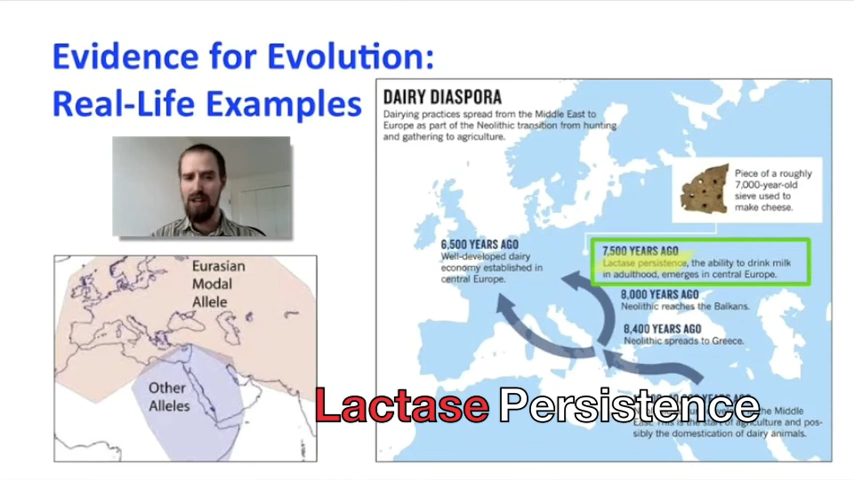 Evidence for Evolution:
Real-Life Examples
DAIRY DIASPORA
Dairying practices spread from the Middle East to
Europe as part of the Neolithic transition from hunting
and gathering to agriculture.
Piece of a roughly
7,000-year-old
sieve used to
make cheese.
6,500 YEARS AGO
Well-developed dairy
economy established in
central Europe.
7,500 YEARS AGO
Lactase persistence, the ability to drink milk
in adulthood, emerges in central Europe.
8,000 YEARS AGO
Neolithic reaches the Balkans.
8,400 YEARS AGO
Neolithic spreads to Greece.
the Middle
East. This is the start of agriculture and pos-
sibly the domestication of dairy animals.
Eurasian
Modal
Allele
Other
Alleles
Lactase Persistence